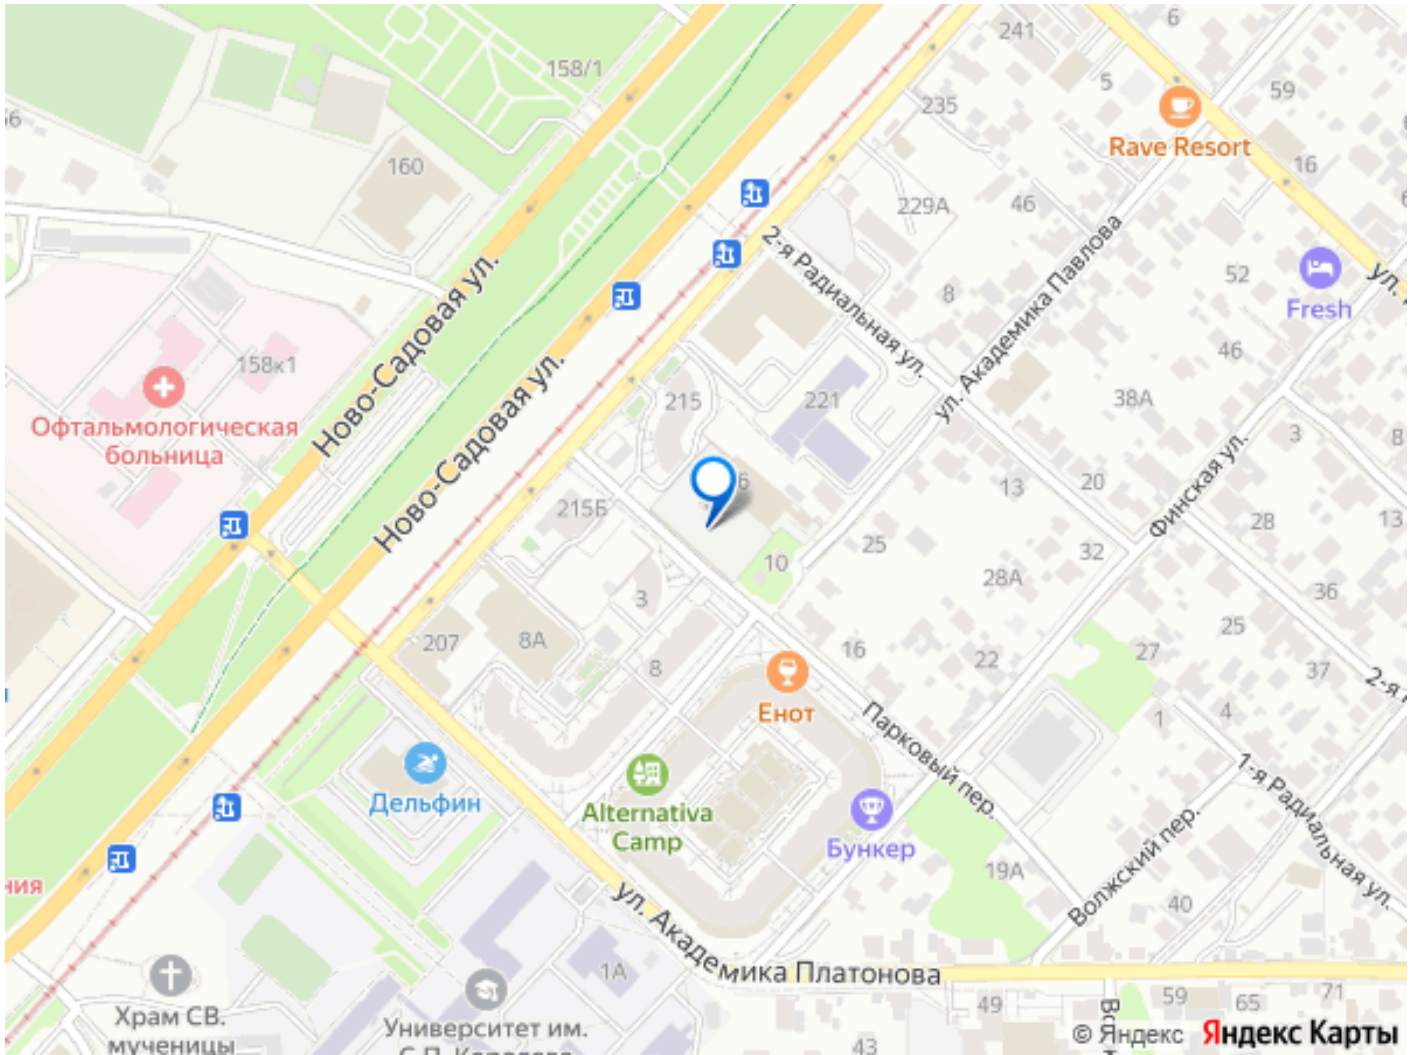 241
6
5
59
158/1
235
Rave Resort
16
160
229А
46
2-я Радиальная ул.
ул. Академика Павлова
52
Fresh
8
46
Ново-Садовая ул.
158к1
Офтальмологическая
больница
Ново-Садовая ул.
215
221
38А
3
8
Финская ул.
13
20
28
13
215Б
25
10
32
28А
36
3
25
207
8А
8
16
22
27
37
2-я
Енот
Парковый пер.
1
4
1-я Радиальная ул.
Дельфин
Alternativa
Camp
Бункер
Волжский пер.
19А
40
ул. Академика Платонова
1А
Храм СВ.
мученицы
Университет им.
49
43
59
65
71
© Яндекс Яндекс Карты